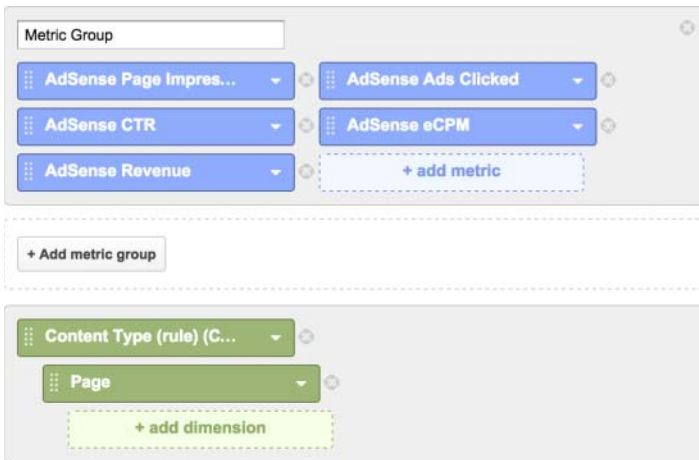 Metric Group
AdSense Page Impres... AdSense Ads Clicked
AdSense CTR AdSense eCPM
AdSense Revenue + add metric
+ Add metric group
Content Type (rule) (C...
Page
+ add dimension